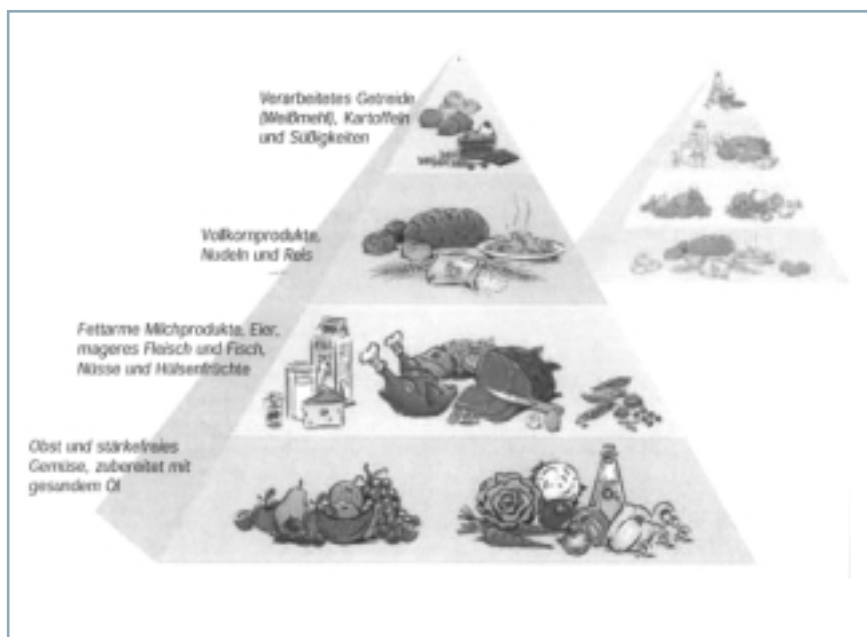 Verarbeitetes Getreide
(Weißmehl), Kartoffeln
und Süßigkeiten
Vollkornprodukte,
Nudeln und Reis
Fettarme Milchprodukte, Eier,
mageres Fleisch und Fisch,
Nüsse und Hülsenfrüchte
Obst und stärkefreies
Gemüse, zubereitet mit
gesundem Öl